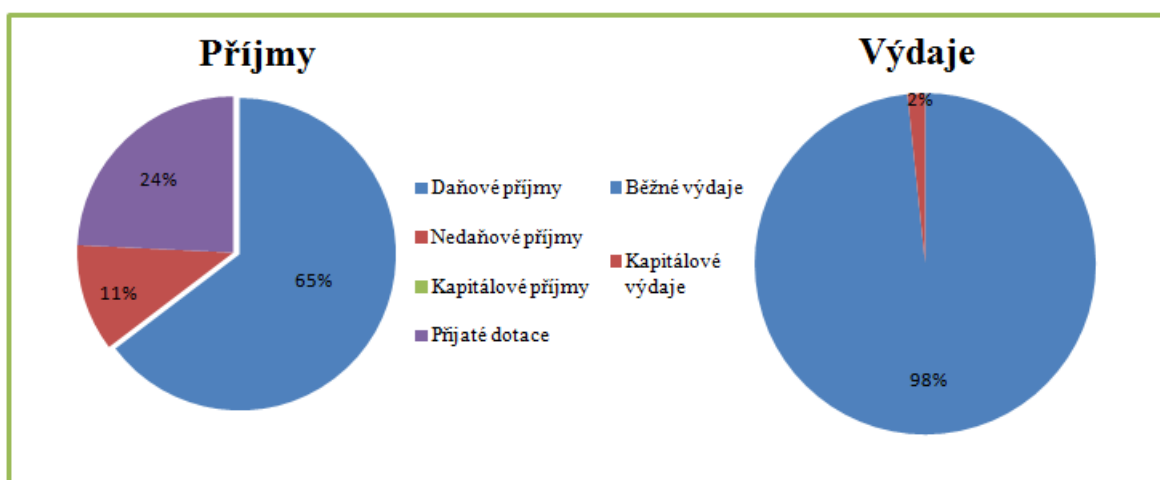 Příjmy
24%
11%
65%
Daňové příjmy
Nedaňové příjmy
Kapitálové příjmy
Přijaté dotace
Výdaje
2%
98%
Běžné výdaje
Kapitálové
výdaje